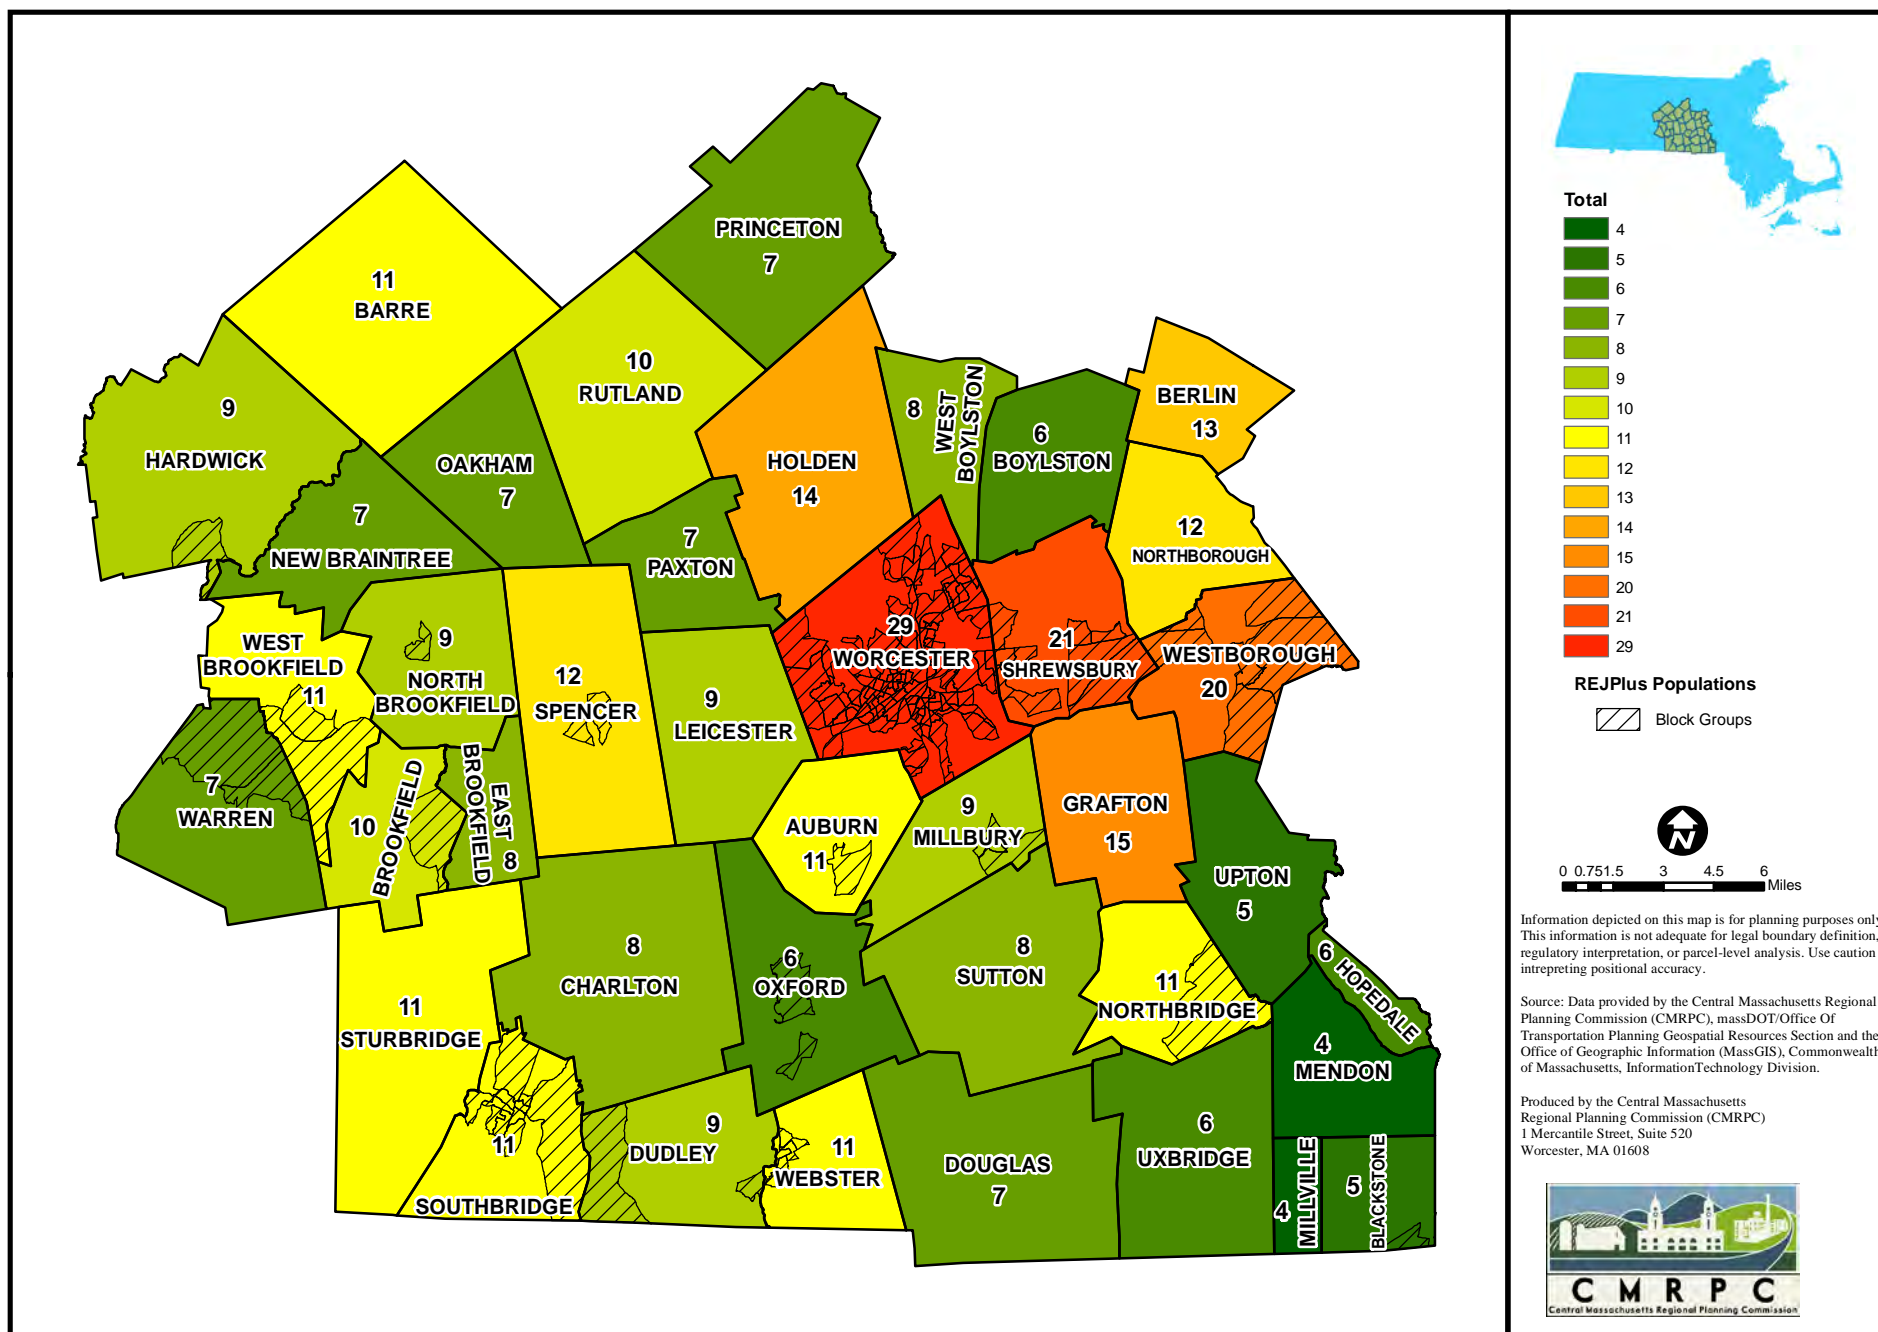 PRINCETON
7
11
BARRE
10
RUTLAND
9
HARDWICK
OAKHAM
7
HOLDEN
14
8
WEST
BOYLSTON
6
BOYLSTON
BERLIN
13
7
NEW BRAINTREE
7
PAXTON
12
NORTHBOROUGH
WEST
BROOKFIELD
11
9
NORTH
BROOKFIELD
12
SPENCER
9
LEICESTER
29
WORCESTER
21
SHREWSBURY
WESTBOROUGH
20
7
WARREN
10
BROOKFIELD
EAST
BROOKFIELD
8
AUBURN
11
9
MILLBURY
GRAFTON
15
UPTON
5
8
CHARLTON
6
OXFORD
8
SUTTON
11
NORTHBRIDGE
6
HOPEDALE
11
STURBRIDGE
4
MENDON
11
SOUTHBRIDGE
9
DUDLEY
11
WEBSTER
DOUGLAS
7
6
UXBRIDGE
4
MILLVILLE
5
BLACKSTONE
Total
4
5
6
7
8
9
10
11
12
13
14
15
20
21
29
REJPlus Populations
Block Groups
N
0 0.75 1.5 3 4.5 6
Miles
Information depicted on this map is for planning purposes only
This information is not adequate for legal boundary definition,
regulatory interpretation, or parcel-level analysis. Use caution
intrepreting positional accuracy.
Source: Data provided by the Central Massachusetts Regional
Planning Commission (CMRPC), massDOT/Office Of
Transportation Planning Geospatial Resources Section and the
Office of Geographic Information (MassGIS), Commonwealth
of Massachusetts, InformationTechnology Division.
Produced by the Central Massachusetts
Regional Planning Commission (CMRPC)
1 Mercantile Street, Suite 520
Worcester, MA 01608
C M R P C
Central Massachusetts Regional Planning Commission